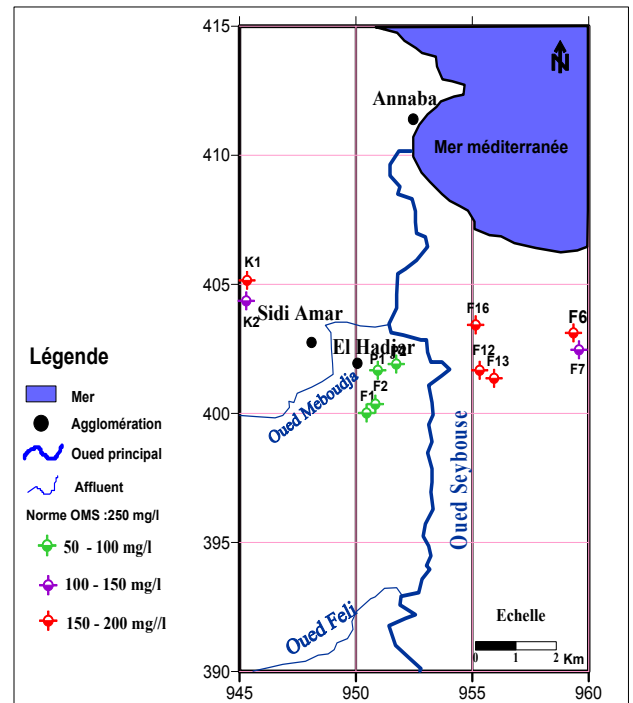 415
410
405
400
395
390
945
950
955
960
N
Annaba
Mer méditerranée
K1
K2
Sidi Amar
El Hadjar
F16
F6
F7
F12
F13
F2
F1
Oued Meboudja
Oued Seybouse
Oued Feli
Echelle
0 1 2
Km
Légende
Mer
Agglomération
Oued principal
Affluent
Norme OMS :250 mg/l
50 - 100 mg/l
100 - 150 mg/l
150 - 200 mg//l